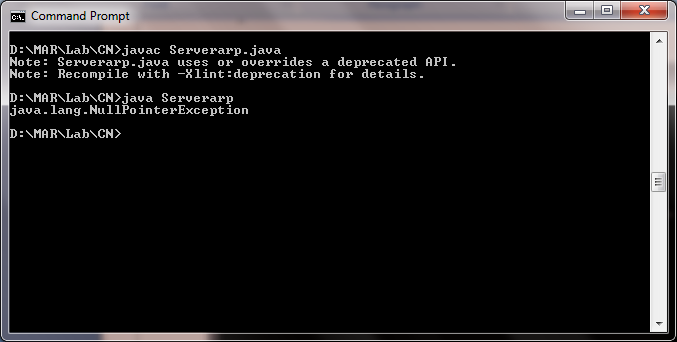 Command Prompt
D:\MAR\Lab\CN>javac Serverarp.java
Note: Serverarp.java uses or overrides a deprecated API.
Note: Recompile with -Xlint:deprecation for details.
D:\MAR\Lab\CN>java Serverarp
java.lang.NullPointerException
D:\MAR\Lab\CN>